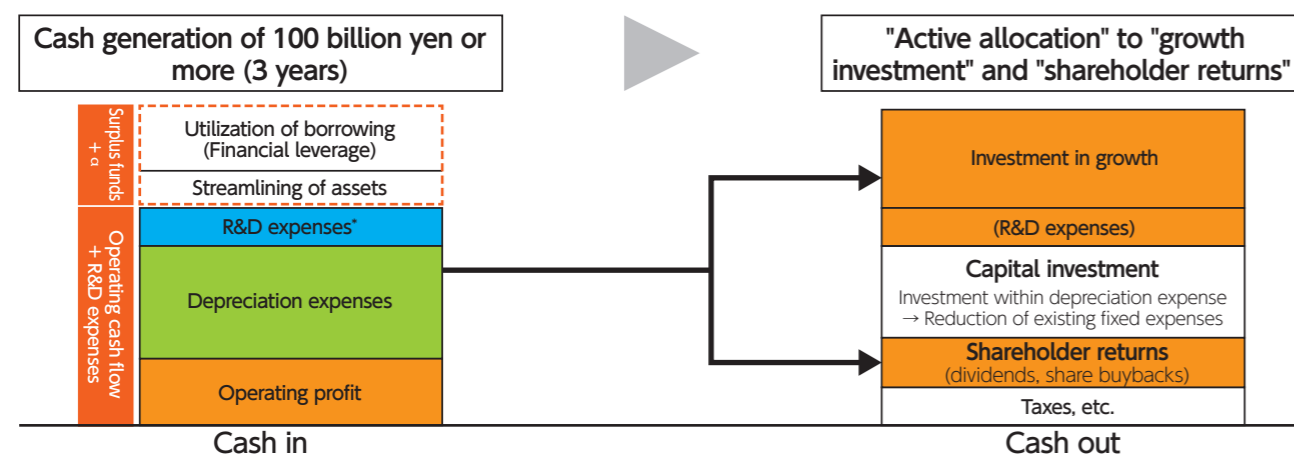 Cash generation of 100 billion yen or
more (3 years)
"Active allocation" to "growth
investment" and "shareholder returns"
Surplus funds
+ α
Utilization of borrowing
(Financial leverage)
Streamlining of assets
Operating cash flow
+ R&D expenses
R&D expenses*
Depreciation expenses
Operating profit
Cash in
Investment in growth
(R&D expenses)
Capital investment
Investment within depreciation expense
→ Reduction of existing fixed expenses
Shareholder returns
(dividends, share buybacks)
Taxes, etc.
Cash out